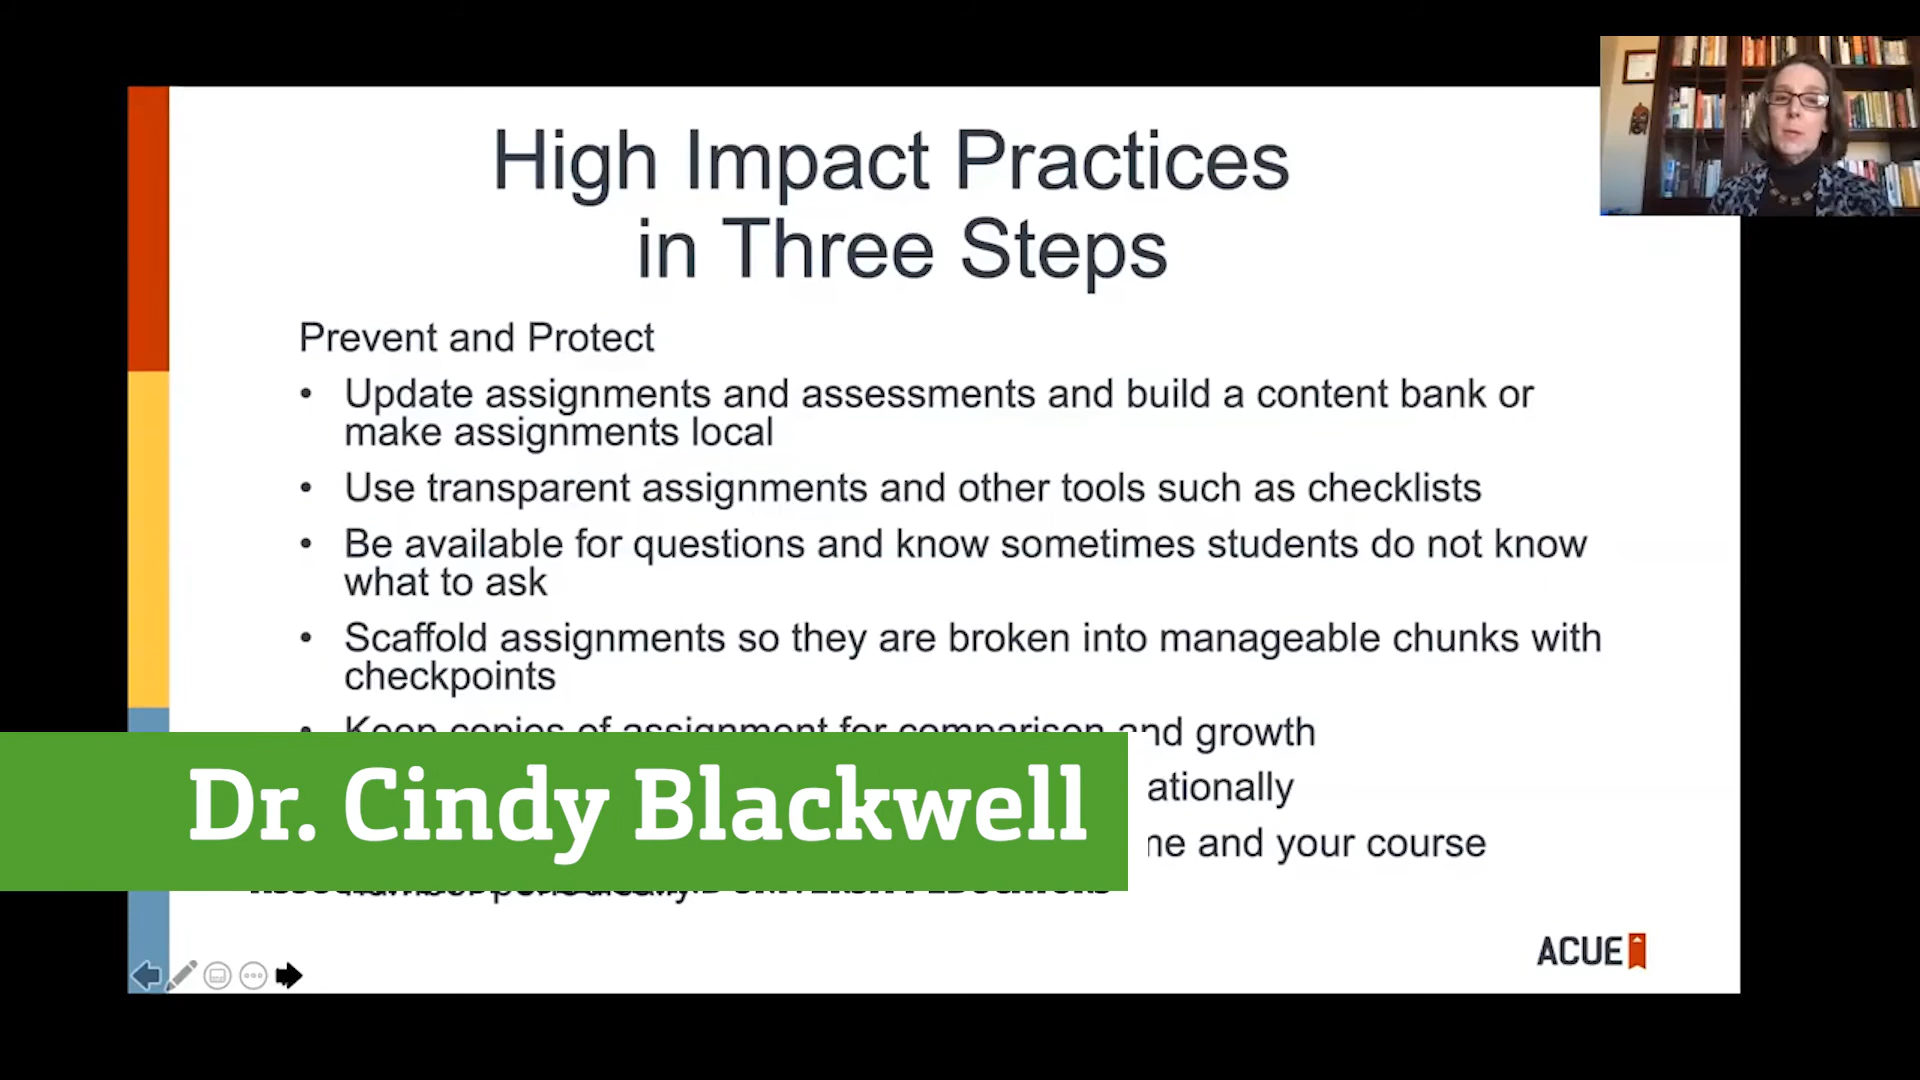 High Impact Practices
in Three Steps
Prevent and Protect
• Update assignments and assessments and build a content bank or
make assignments local
• Use transparent assignments and other tools such as checklists
• Be available for questions and know sometimes students do not know
what to ask
• Scaffold assignments so they are broken into manageable chunks with
checkpoints
• Keep copies of assignment for comparison and growth
ationally
me and your course
Dr. Cindy Blackwell
ACUE